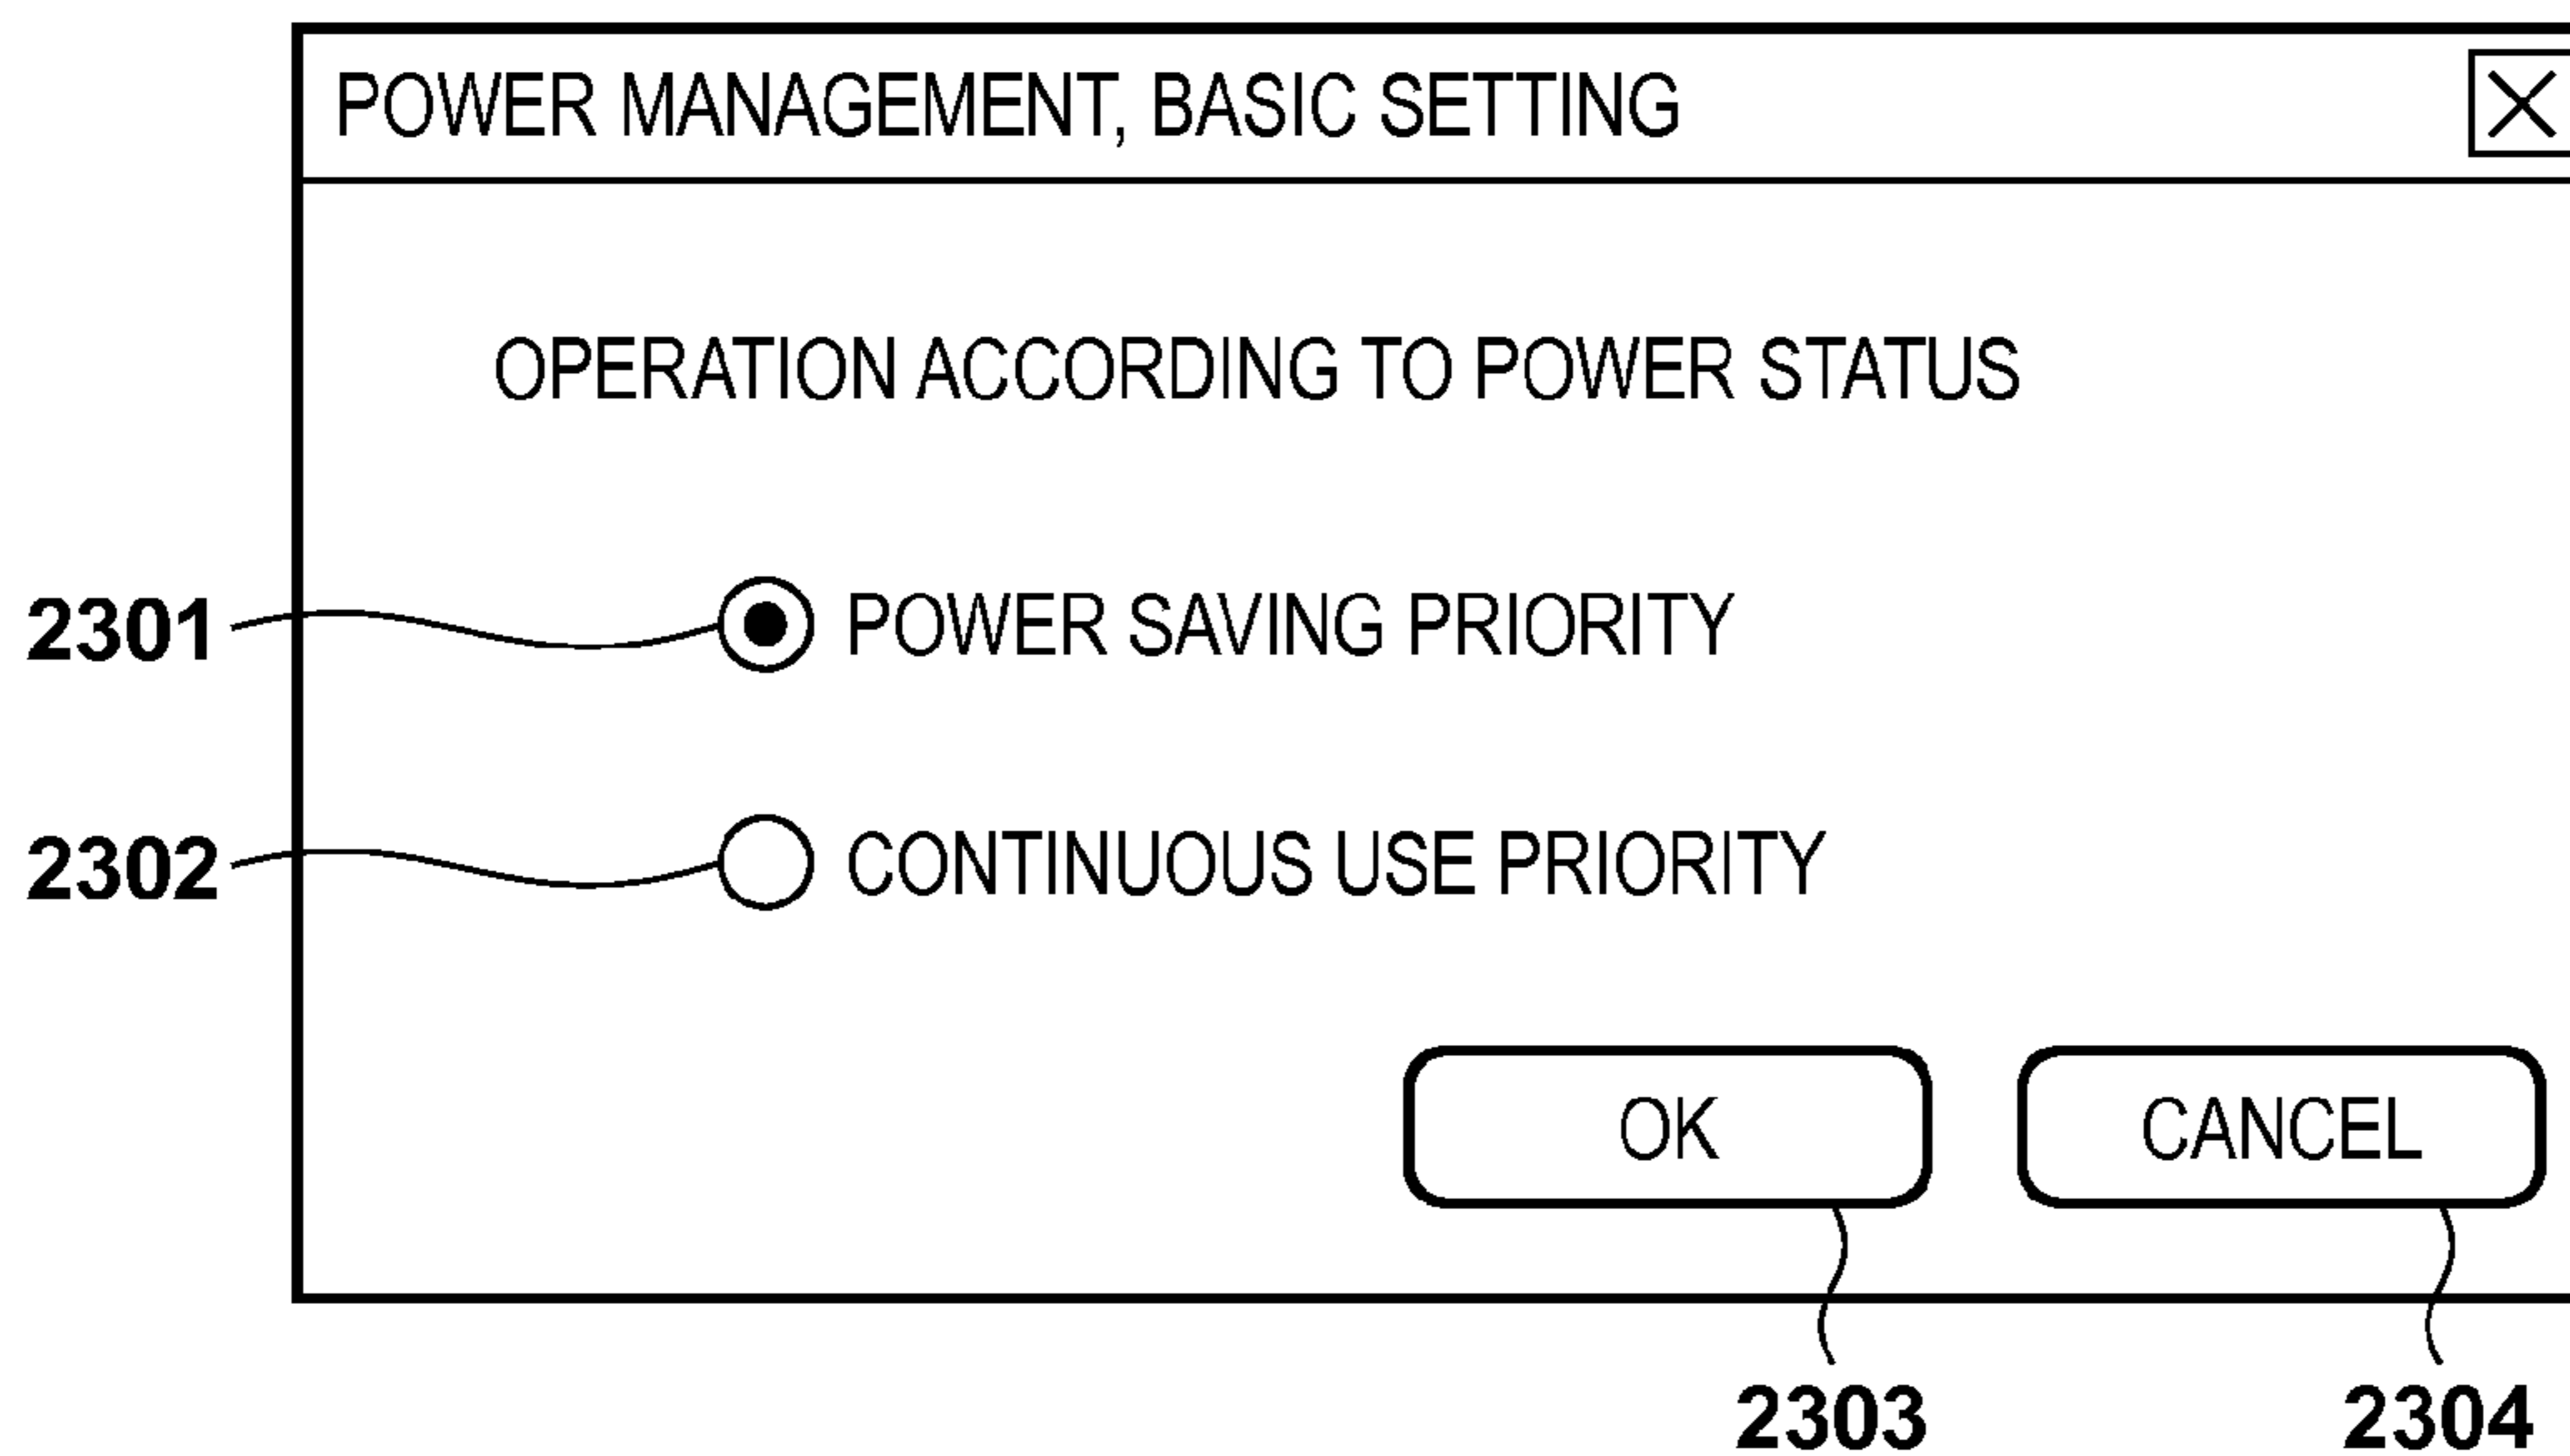 POWER MANAGEMENT, BASIC SETTING
OPERATION ACCORDING TO POWER STATUS
2301 POWER SAVING PRIORITY
2302 CONTINUOUS USE PRIORITY
OK CANCEL
2303 2304